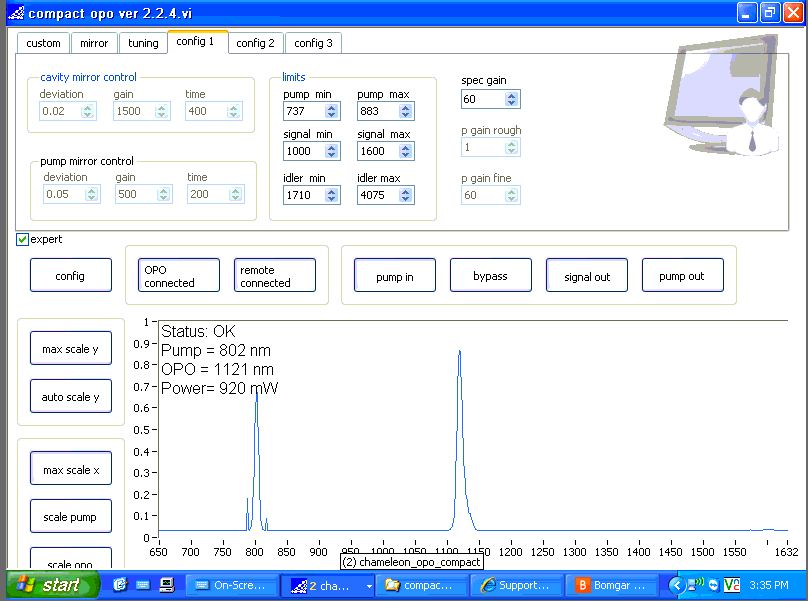 compact opo ver 2.2.4.vi
custom mirror tuning config 1 config 2 config 3
cavity mirror control
deviation gain time
0.02 1500 400
pump mirror control
deviation gain time
0.05 500 200
limits
pump min pump max
737 883
signal min signal max
1000 1600
idler min idler max
1710 4075
spec gain
60
p gain rough
1
p gain fine
60
expert
config
OPO
connected
remote
connected
pump in bypass signal out pump out
max scale y
auto scale y
max scale x
scale pump
scale opo
Status: OK
Pump = 802 nm
OPO = 1121 nm
Power= 920 mW
1
0.9
0.8
0.7
0.6
0.5
0.4
0.3
0.2
0.1
0
650 700 750 800 850 900 950 1000 1050 1100 1150 1200 1250 1300 1350 1400 1450 1500 1550 1632
(2) chameleon_opo_compact
start On-Scre... 2 cha... compac... Support... Bomgar ... 3:35 PM